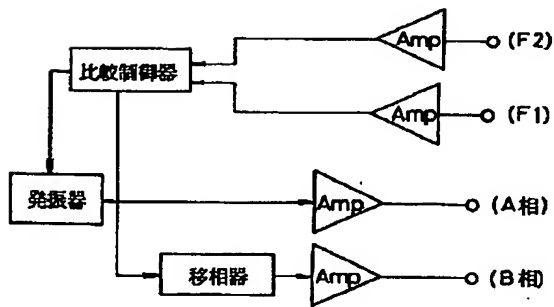 Amp (F2)
比較制御器
Amp (F1)
発振器
Amp (A相)
移相器
Amp (B相)